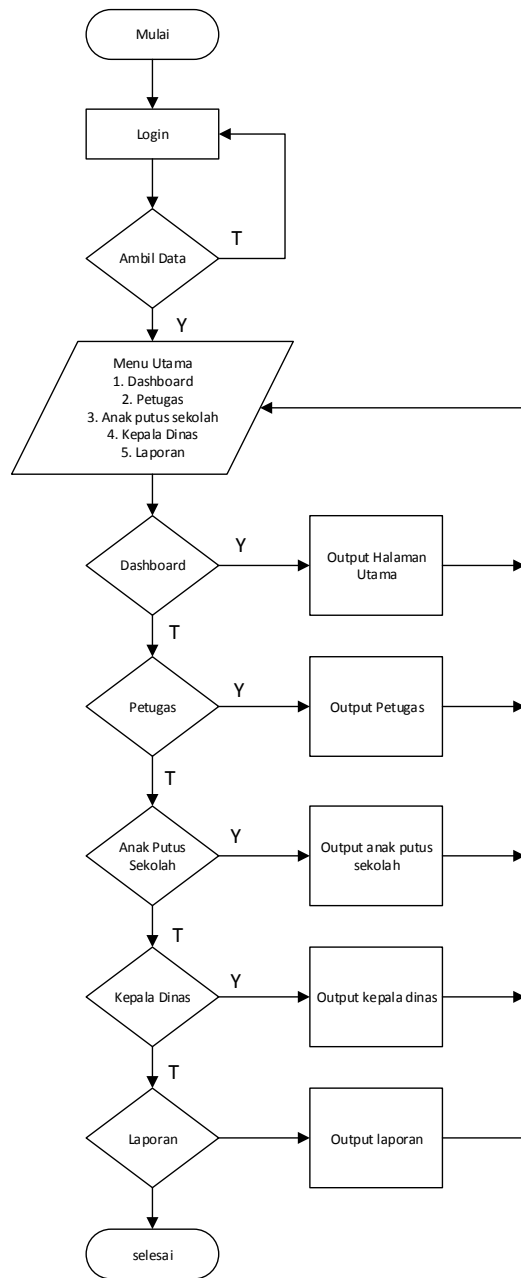 Mulai
Login
Ambil Data
T
Y
Menu Utama
1. Dashboard
2. Petugas
3. Anak putus sekolah
4. Kepala Dinas
5. Laporan
Dashboard
Y
Output Halaman
Utama
T
Petugas
Y
Output Petugas
T
Anak Putus
Sekolah
Y
Output anak putus
sekolah
T
Kepala Dinas
Y
Output kepala dinas
T
Laporan
Output laporan
selesai